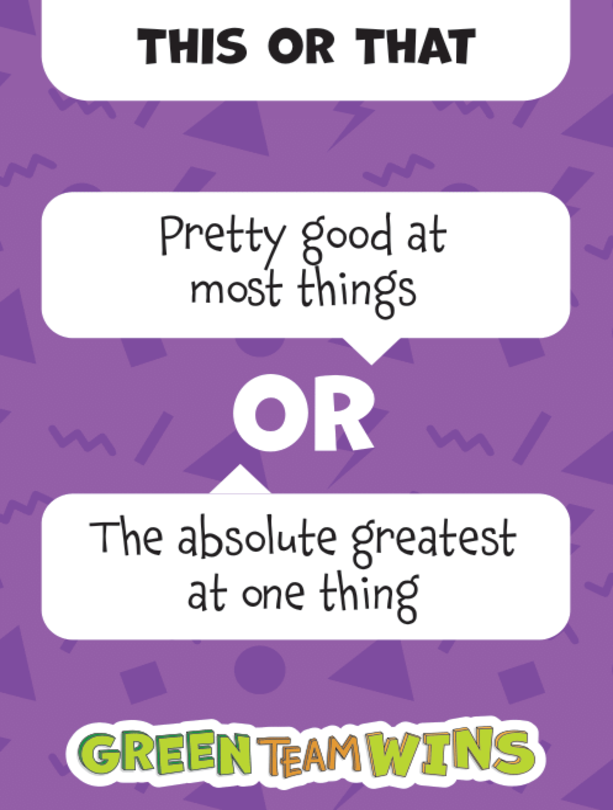 THIS OR THAT
Pretty good at
most things
OR
The absolute greatest
at one thing
GREEN TEAM WINS